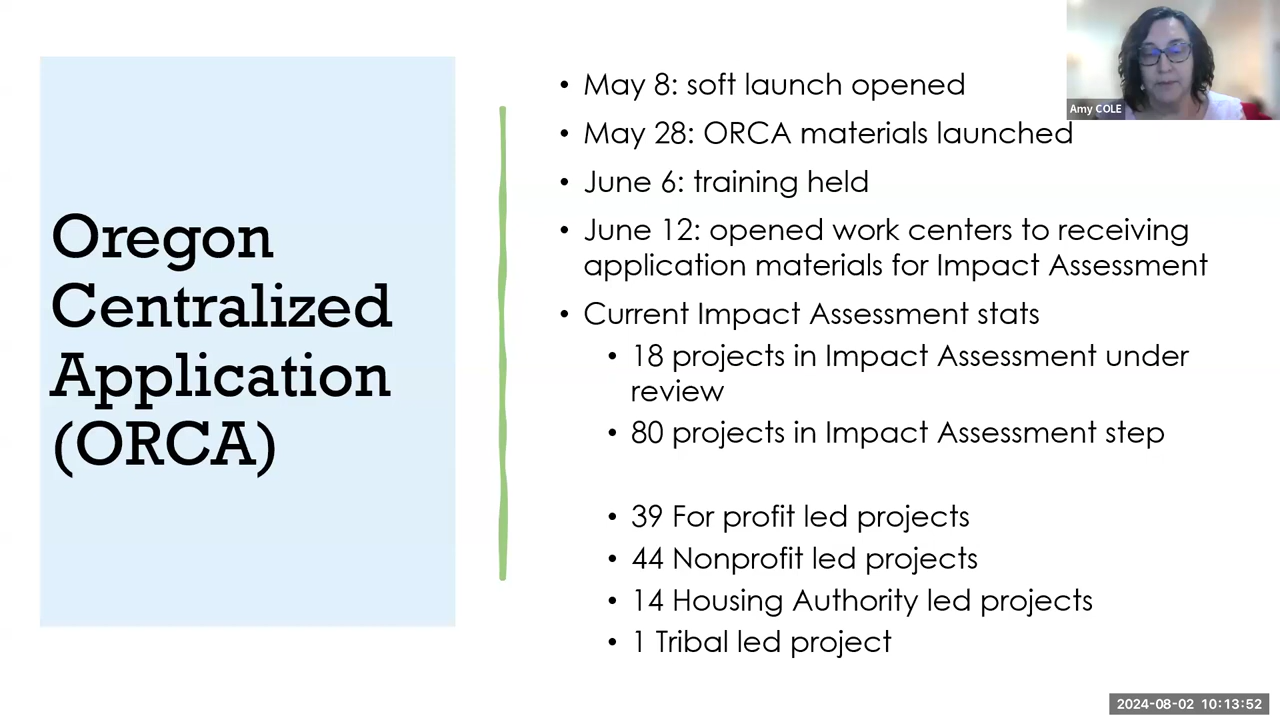 Oregon
Centralized
Application
(ORCA)
• May 8: soft launch opened
• May 28: ORCA materials launched
• June 6: training held
• June 12: opened work centers to receiving
application materials for Impact Assessment
• Current Impact Assessment stats
• 18 projects in Impact Assessment under
review
• 80 projects in Impact Assessment step
• 39 For profit led projects
• 44 Nonprofit led projects
• 14 Housing Authority led projects
• 1 Tribal led project
Amy COLE
2024-08-02 10:13:52